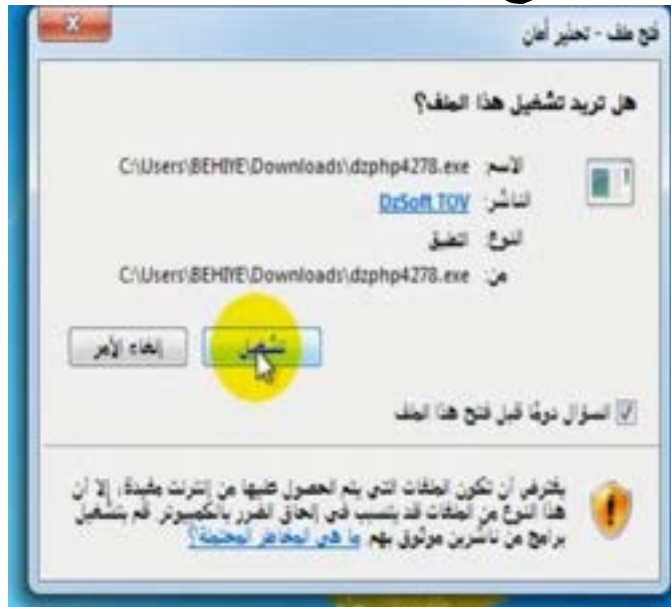 فتح ملف - تحذير أمان
هل تريد تشغيل هذا الملف؟
الاسم: C:\Users\BEHIYE\Downloads\dzphp4278.exe
الناشر: DzSoft TOV
النوع: تطبيق
من: C:\Users\BEHIYE\Downloads\dzphp4278.exe
تشغيل
إلغاء الأمر
السؤال دومًا قبل فتح هذا الملف
يفترض أن تكون الملفات التي يتم الحصول عليها من إنترنت مفيدة، إلا أن
هذا النوع من الملفات قد يتسبب في إلحاق الضرر بالكمبيوتر. قم بتشغيل
برامج من ناشرين موثوق بهم. ما هي المخاطر المحتملة؟